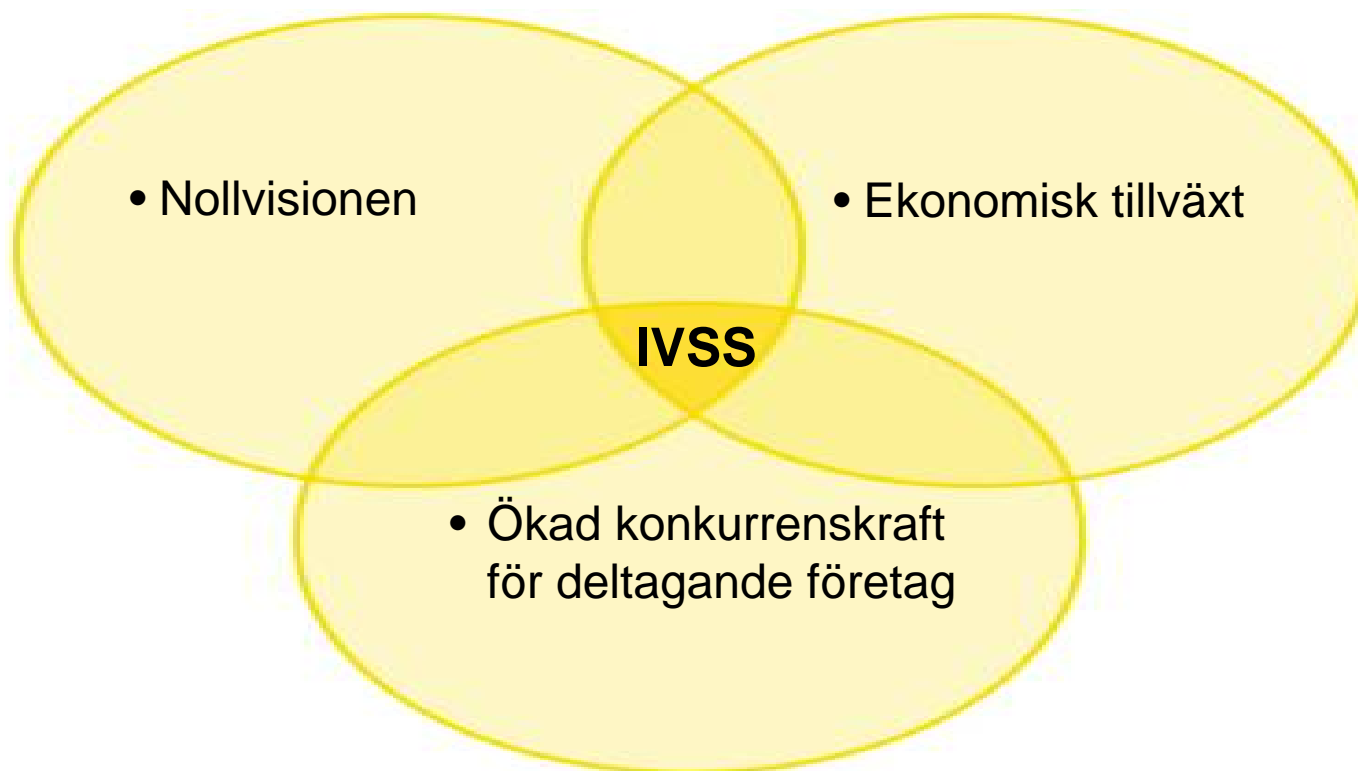 • Nollvisionen
• Ekonomisk tillväxt
IVSS
• Ökad konkurrenskraft
för deltagande företag